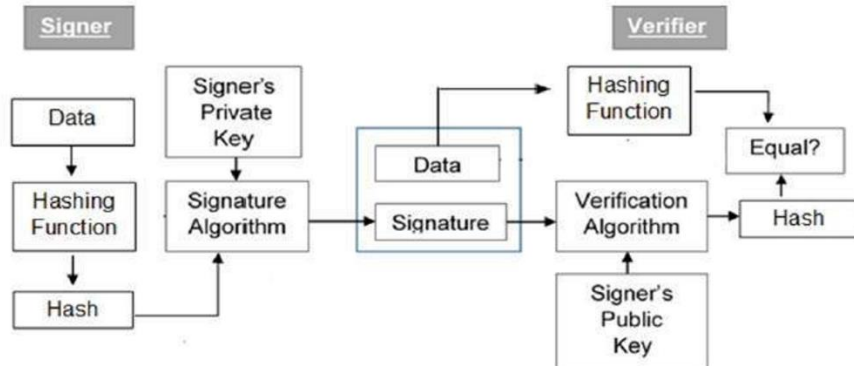 Signer
Verifier
Data
Hashing
Function
Hash
Signer's
Private
Key
Signature
Algorithm
Data
Signature
Hashing
Function
Verification
Algorithm
Signer's
Public
Key
Equal?
Hash